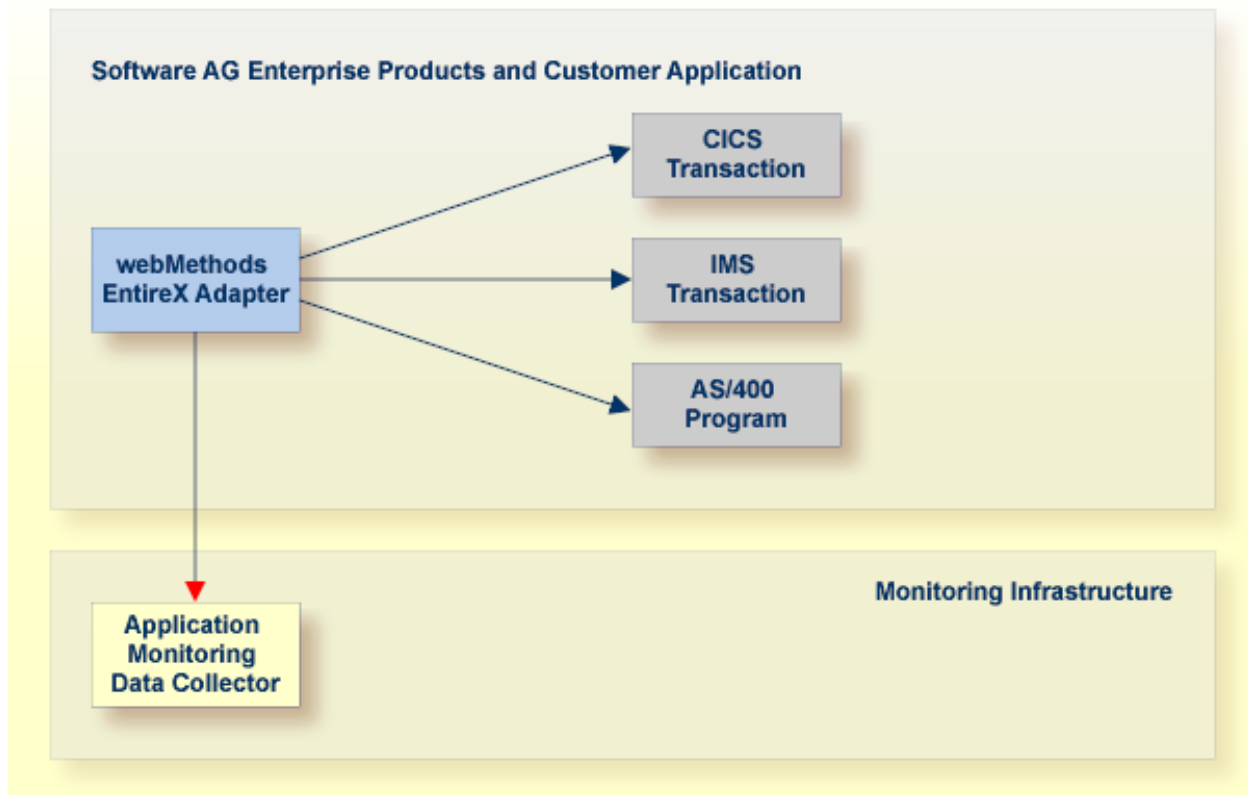 Software AG Enterprise Products and Customer Application
CICS
Transaction
webMethods
EntireX Adapter
IMS
Transaction
AS/400
Program
Monitoring Infrastructure
Application
Monitoring
Data Collector